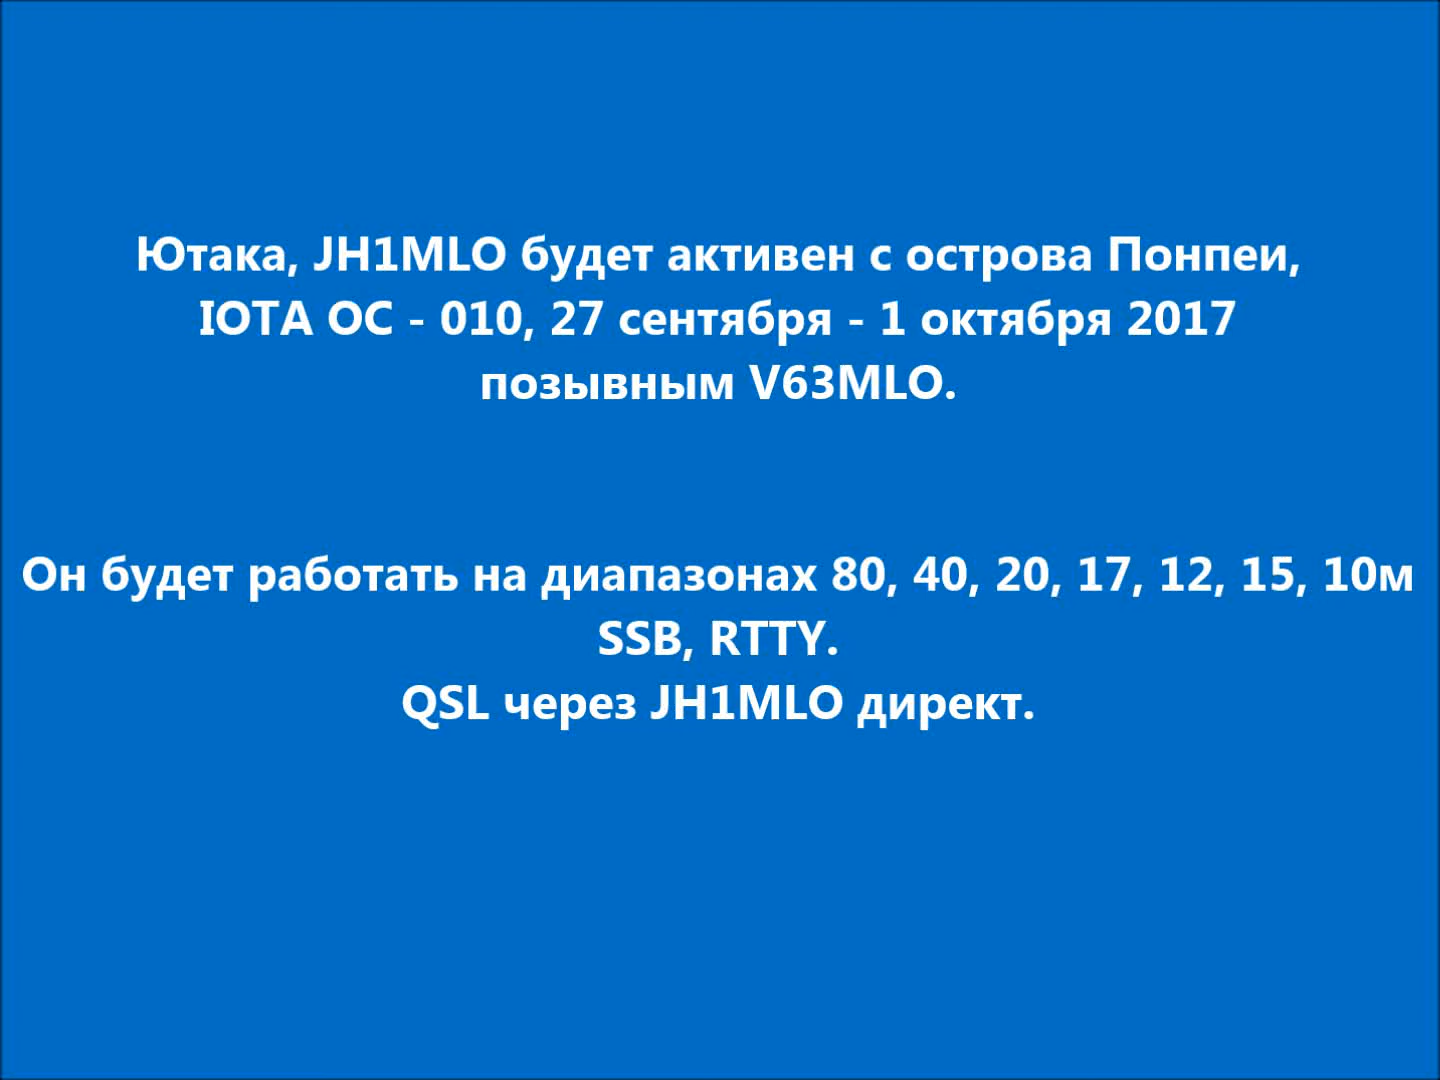 Ютака, JH1MLO будет активен с острова Понпеи,
IOTA OC - 010, 27 сентября - 1 октября 2017
позывным V63MLO.
Он будет работать на диапазонах 80, 40, 20, 17, 12, 15, 10м
SSB, RTTY.
QSL через JH1MLO директ.